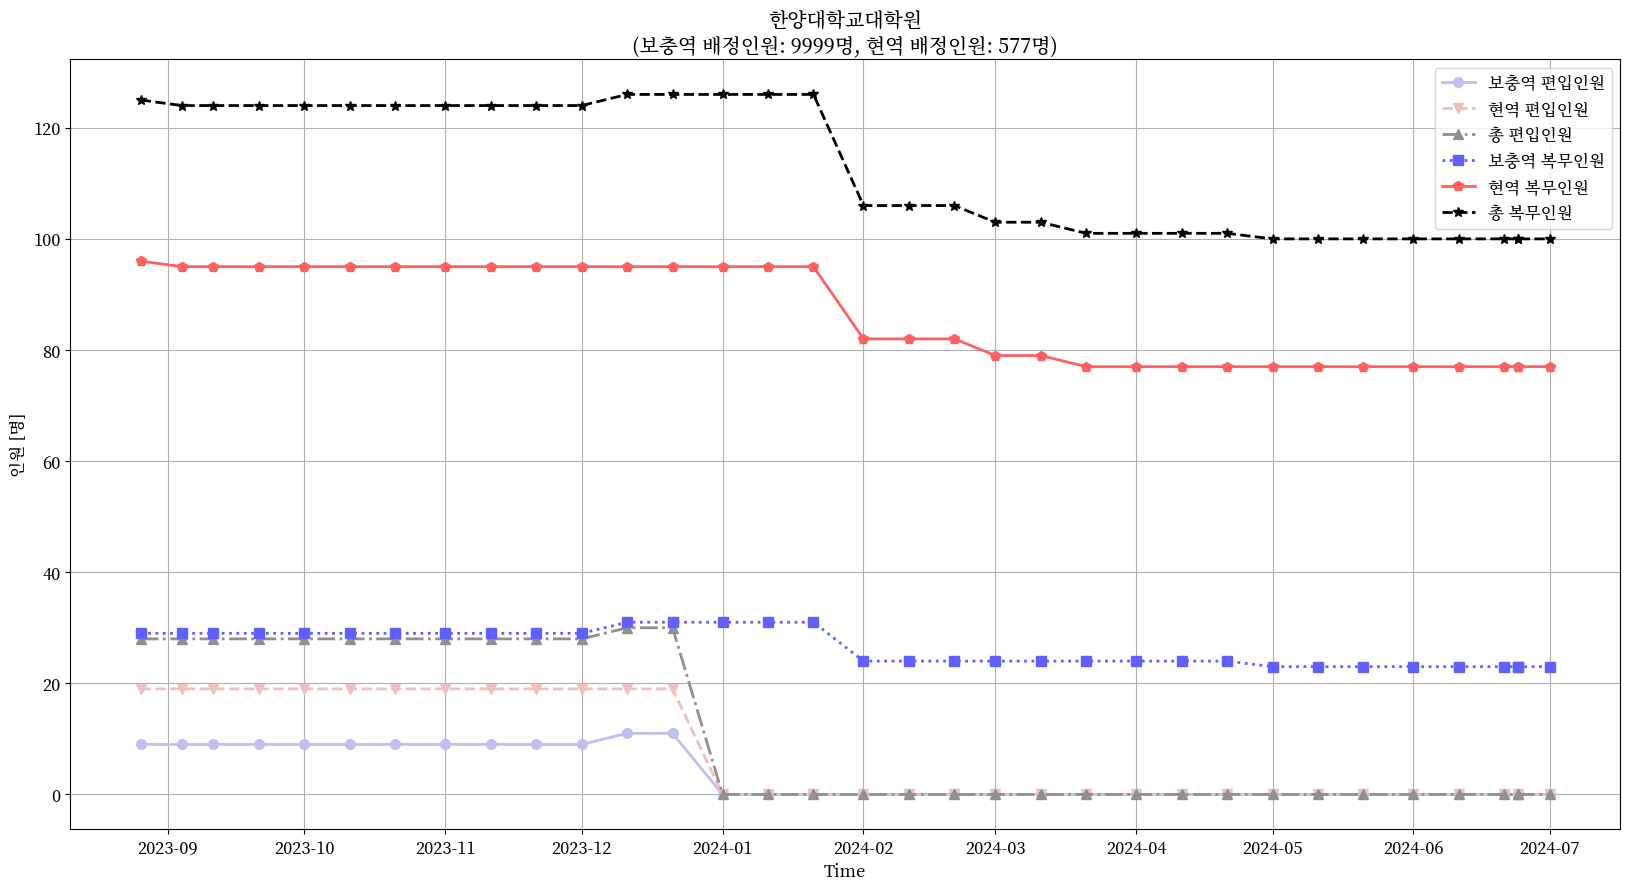 한양대학교대학원
(보충역 배정인원: 9999명, 현역 배정인원: 577명)
보충역 편입인원
현역 편입인원
총 편입인원
보충역 복무인원
현역 복무인원
총 복무인원
인원 [명]
120
100
80
60
40
20
0
2023-09
2023-10
2023-11
2023-12
2024-01
2024-02
2024-03
2024-04
2024-05
2024-06
2024-07
Time